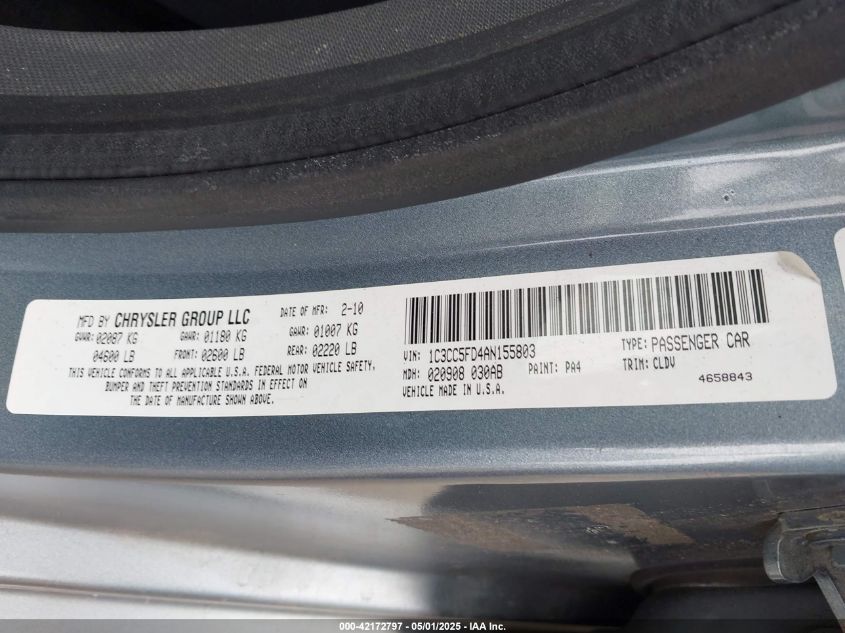 MFD BY CHRYSLER GROUP LLC DATE OF MFR: 2-10
GVWR: 02087 KG GAWR: 01180 KG GAWR: 01007 KG
04600 LB FRONT: 02600 LB REAR: 02220 LB
THIS VEHICLE CONFORMS TO ALL APPLICABLE U.S.A. FEDERAL MOTOR VEHICLE SAFETY,
BUMPER AND THEFT PREVENTION STANDARDS IN EFFECT ON
THE DATE OF MANUFACTURE SHOWN ABOVE.
VIN: 1C3CC5FD4AN155803 TYPE: PASSENGER CAR
MDH: 020908 030AB PAINT: PA4 TRIM: CLDV
VEHICLE MADE IN U.S.A. 4658843
000-42172797 - 05/01/2025 - IAA Inc.